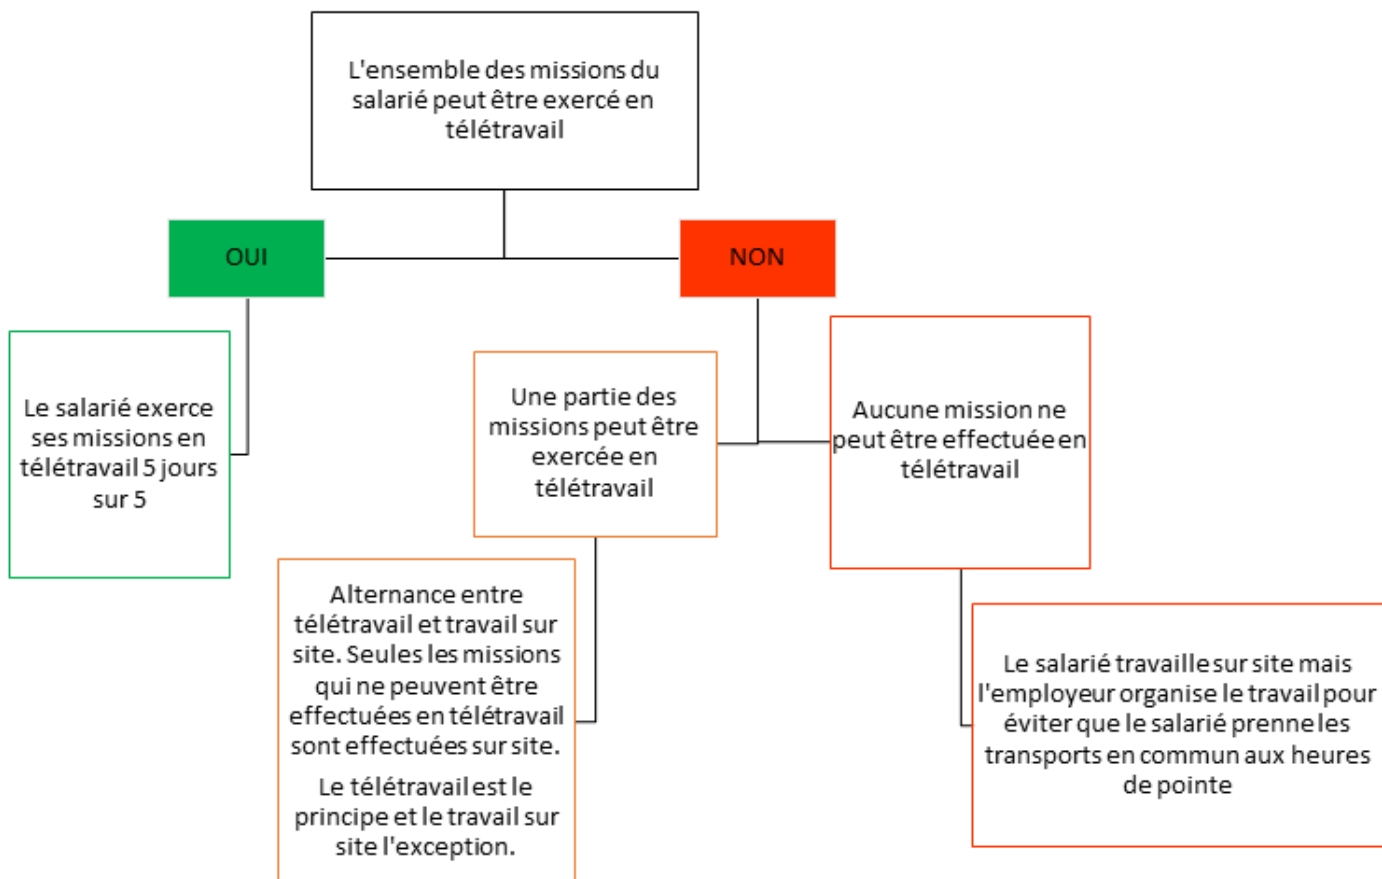 L'ensemble des missions du
salarié peut être exercé en
télétravail
OUI
NON
Le salarié exerce
ses missions en
télétravail 5 jours
sur 5
Une partie des
missions peut être
exercée en
télétravail
Aucune mission ne
peut être effectuée en
télétravail
Alternance entre
télétravail et travail sur
site. Seules les missions
qui ne peuvent être
effectuées en télétravail
sont effectuées sur site.
Le télétravail est le
principe et le travail sur
site l'exception.
Le salarié travaille sur site mais
l'employeur organise le travail pour
éviter que le salarié prenne les
transports en commun aux heures
de pointe